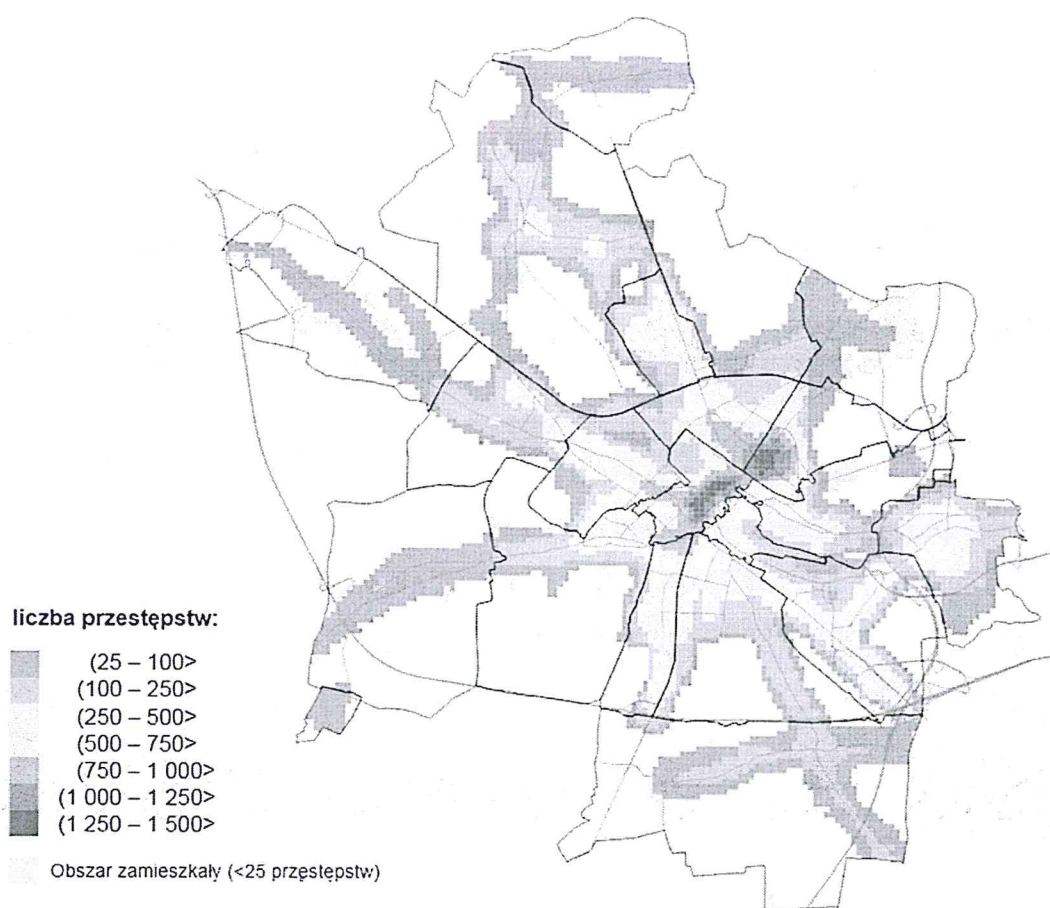 liczba przestępstw:
(25 – 100>
(100 – 250>
(250 – 500>
(500 – 750>
(750 – 1 000>
(1 000 – 1 250>
(1 250 – 1 500>
Obszar zamieszkały (<25 przęstępstw)